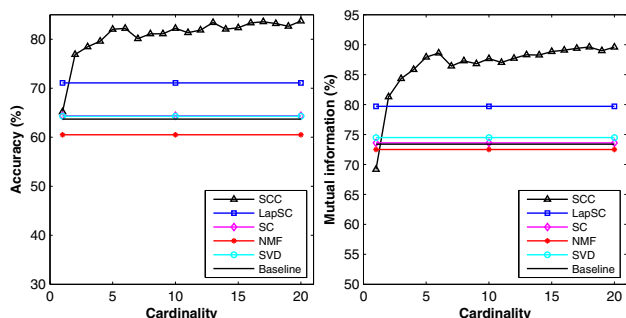 Accuracy (%)
80
70
60
50
40
30
0
5
10
15
20
Cardinality
SCC
LapSC
SC
NMF
SVD
Baseline
Mutual information (%)
95
90
85
80
75
70
65
60
55
50
0
5
10
15
20
Cardinality
SCC
LapSC
SC
NMF
SVD
Baseline